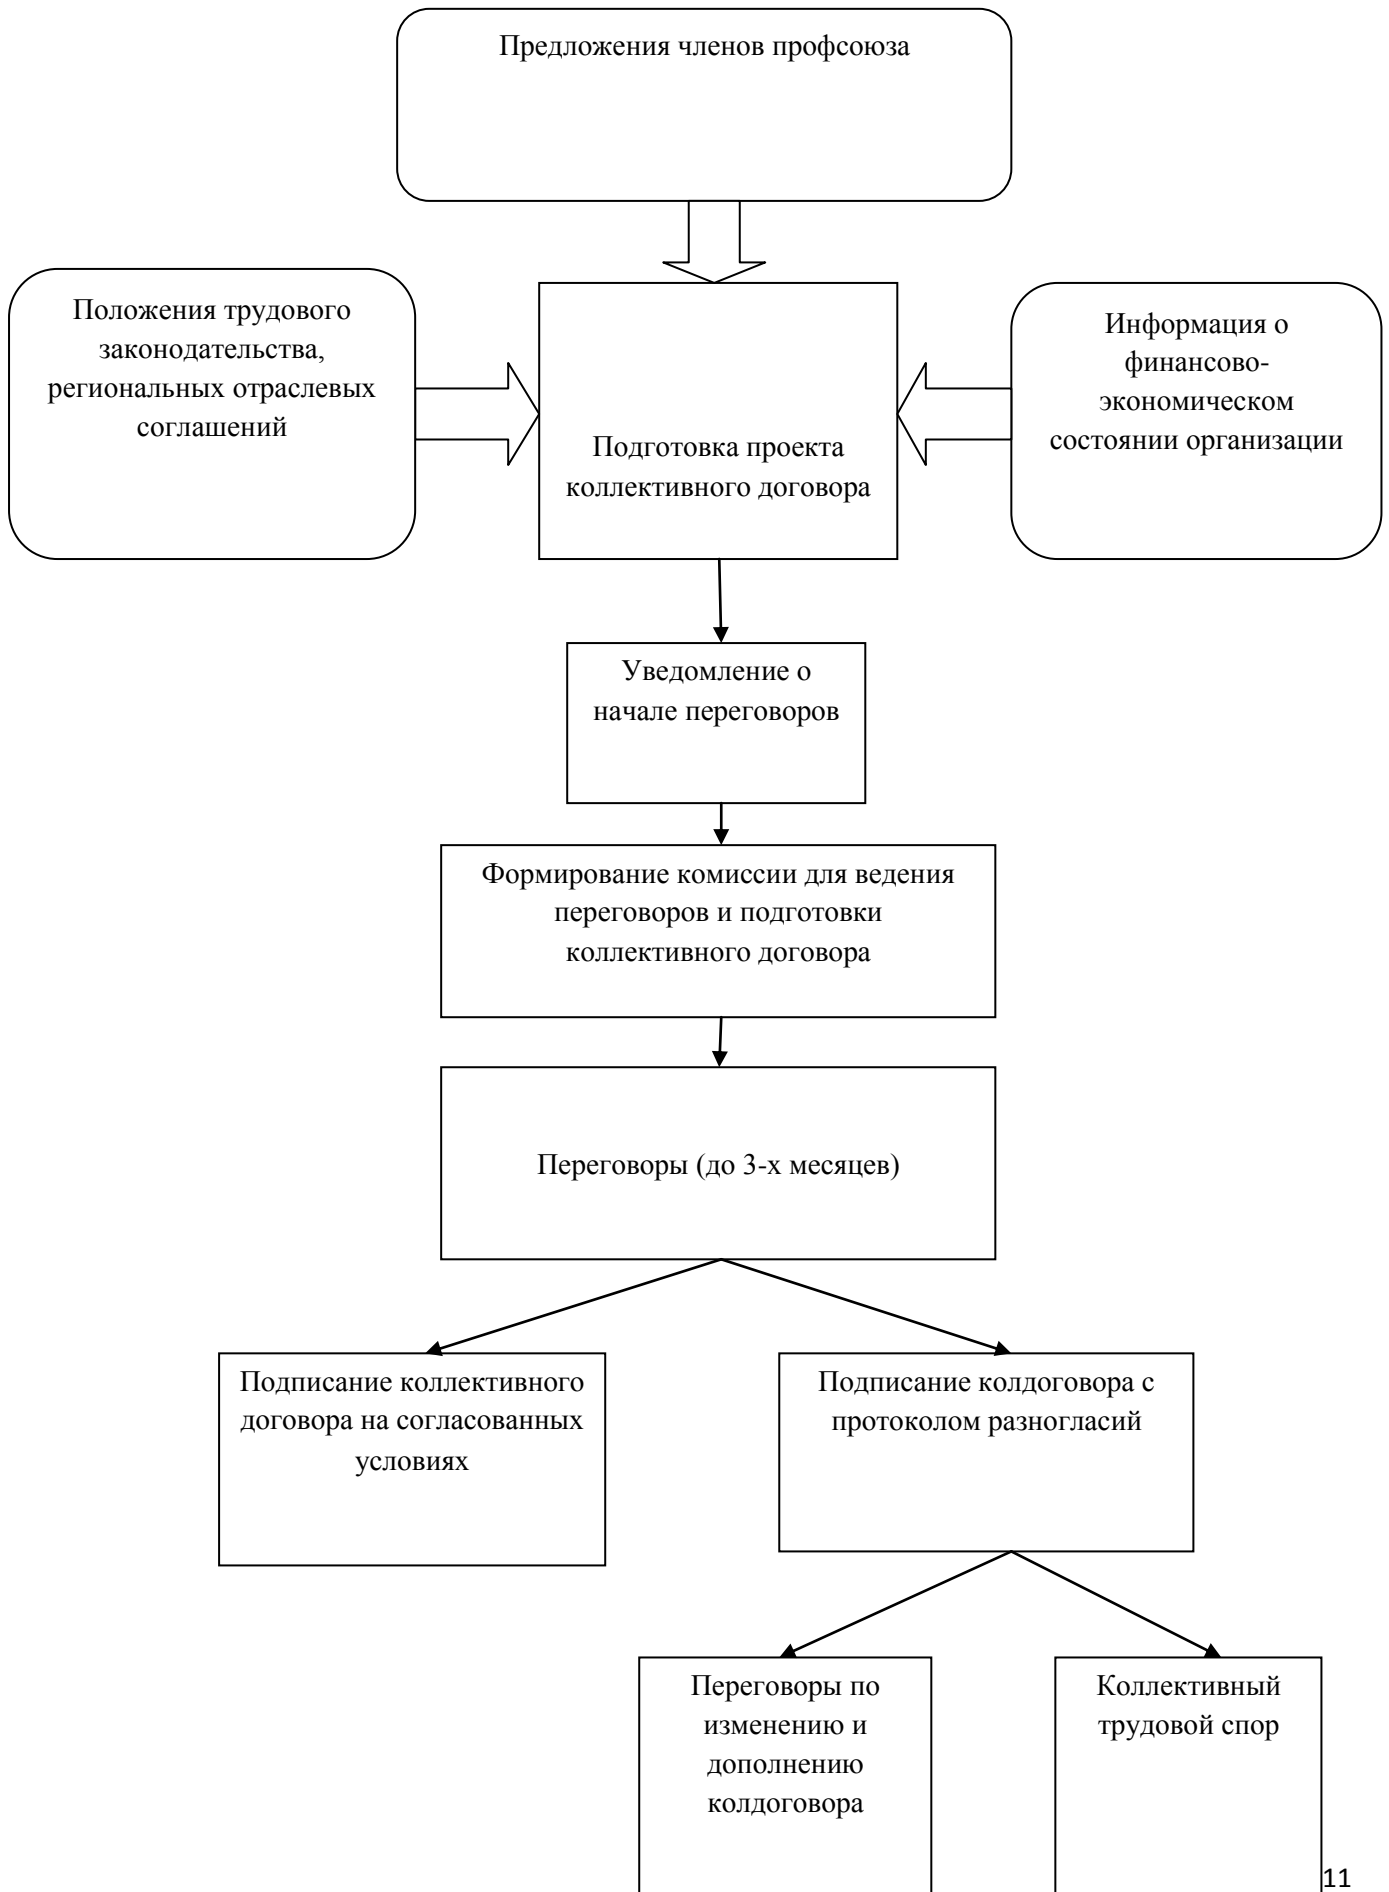 Предложения членов профсоюза
Положения трудового
законодательства,
региональных отраслевых
соглашений
Информация о
финансово-
экономическом
состоянии организации
Подготовка проекта
коллективного договора
Уведомление о
начале переговоров
Формирование комиссии для ведения
переговоров и подготовки
коллективного договора
Переговоры (до 3-х месяцев)
Подписание коллективного
договора на согласованных
условиях
Подписание колдоговора с
протоколом разногласий
Переговоры по
изменению и
дополнению
колдоговора
Коллективный
трудовой спор
11